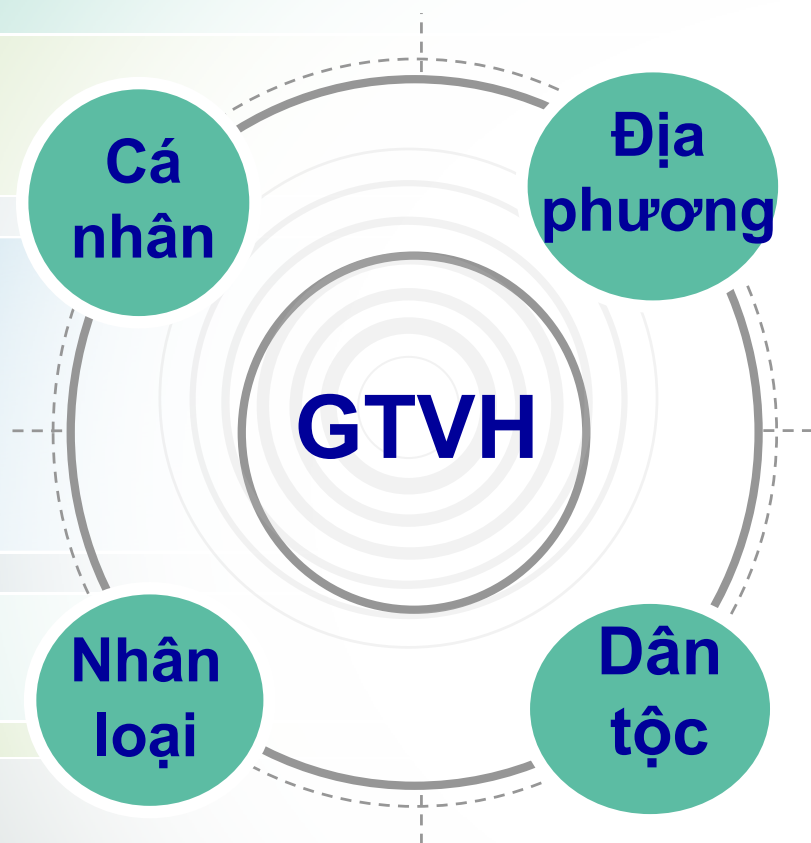 Cá
nhân
Địa
phương
GTVH
Nhân
loại
Dân
tộc